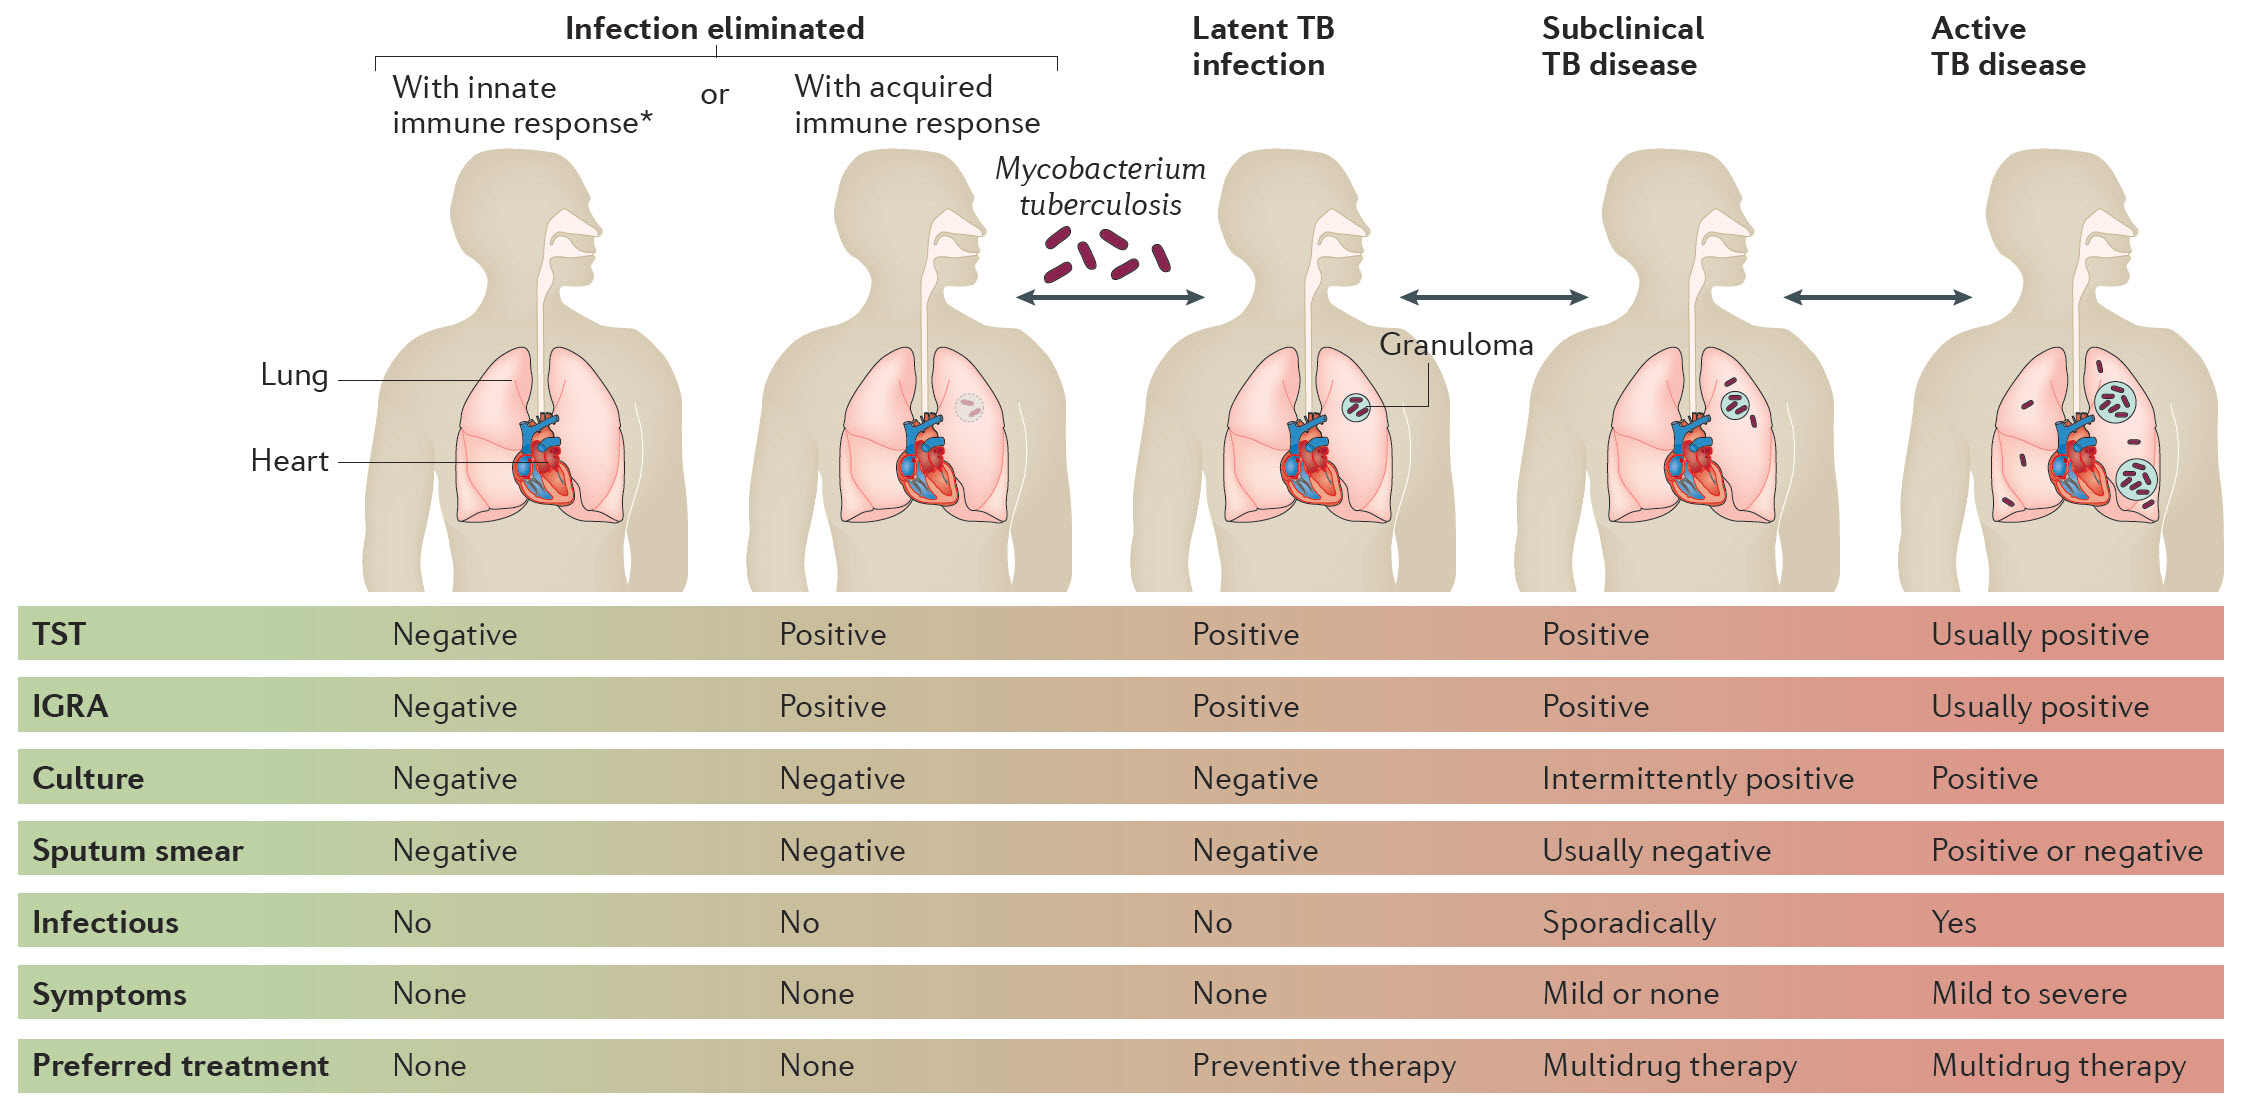 Infection eliminated
With innate
immune response*
or
With acquired
immune response
Latent TB
infection
Subclinical
TB disease
Active
TB disease
Mycobacterium
tuberculosis
Granuloma
Lung
Heart
TST Negative Positive Positive Positive Usually positive
IGRA Negative Positive Positive Positive Usually positive
Culture Negative Negative Negative Intermittently positive Positive
Sputum smear Negative Negative Negative Usually negative Positive or negative
Infectious No No No Sporadically Yes
Symptoms None None None Mild or none Mild to severe
Preferred treatment None None Preventive therapy Multidrug therapy Multidrug therapy